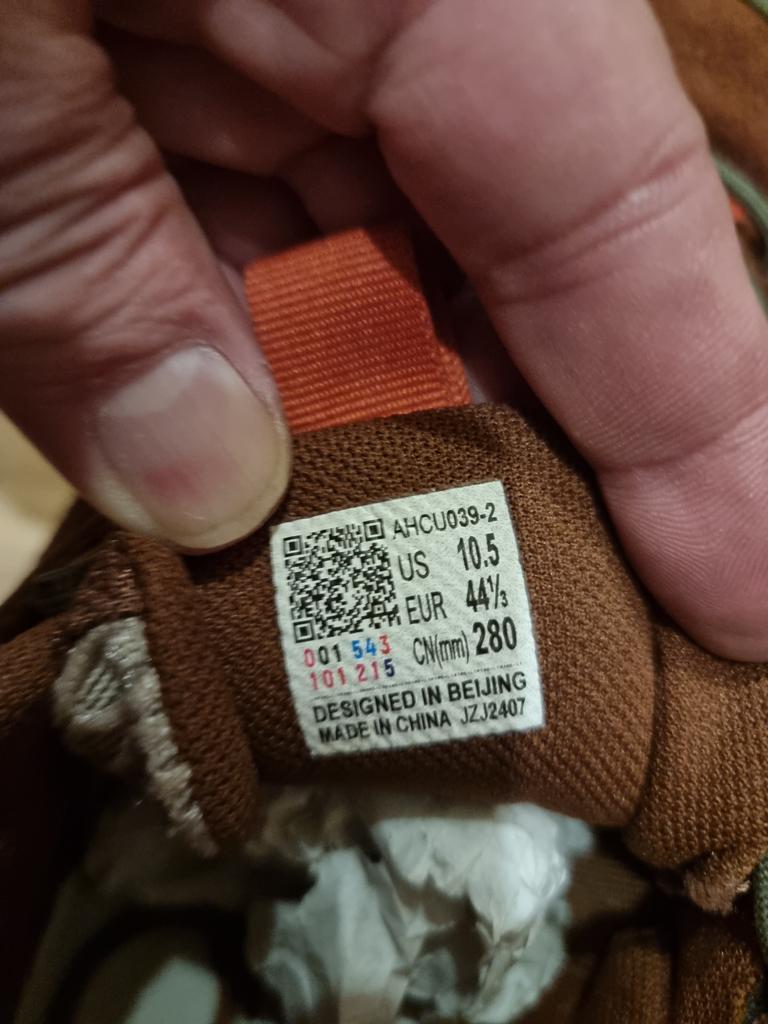 AHCU039-2
US 10.5
EUR 44⅓
CN(mm) 280
001 543
101 215
DESIGNED IN BEIJING
MADE IN CHINA JZJ2407